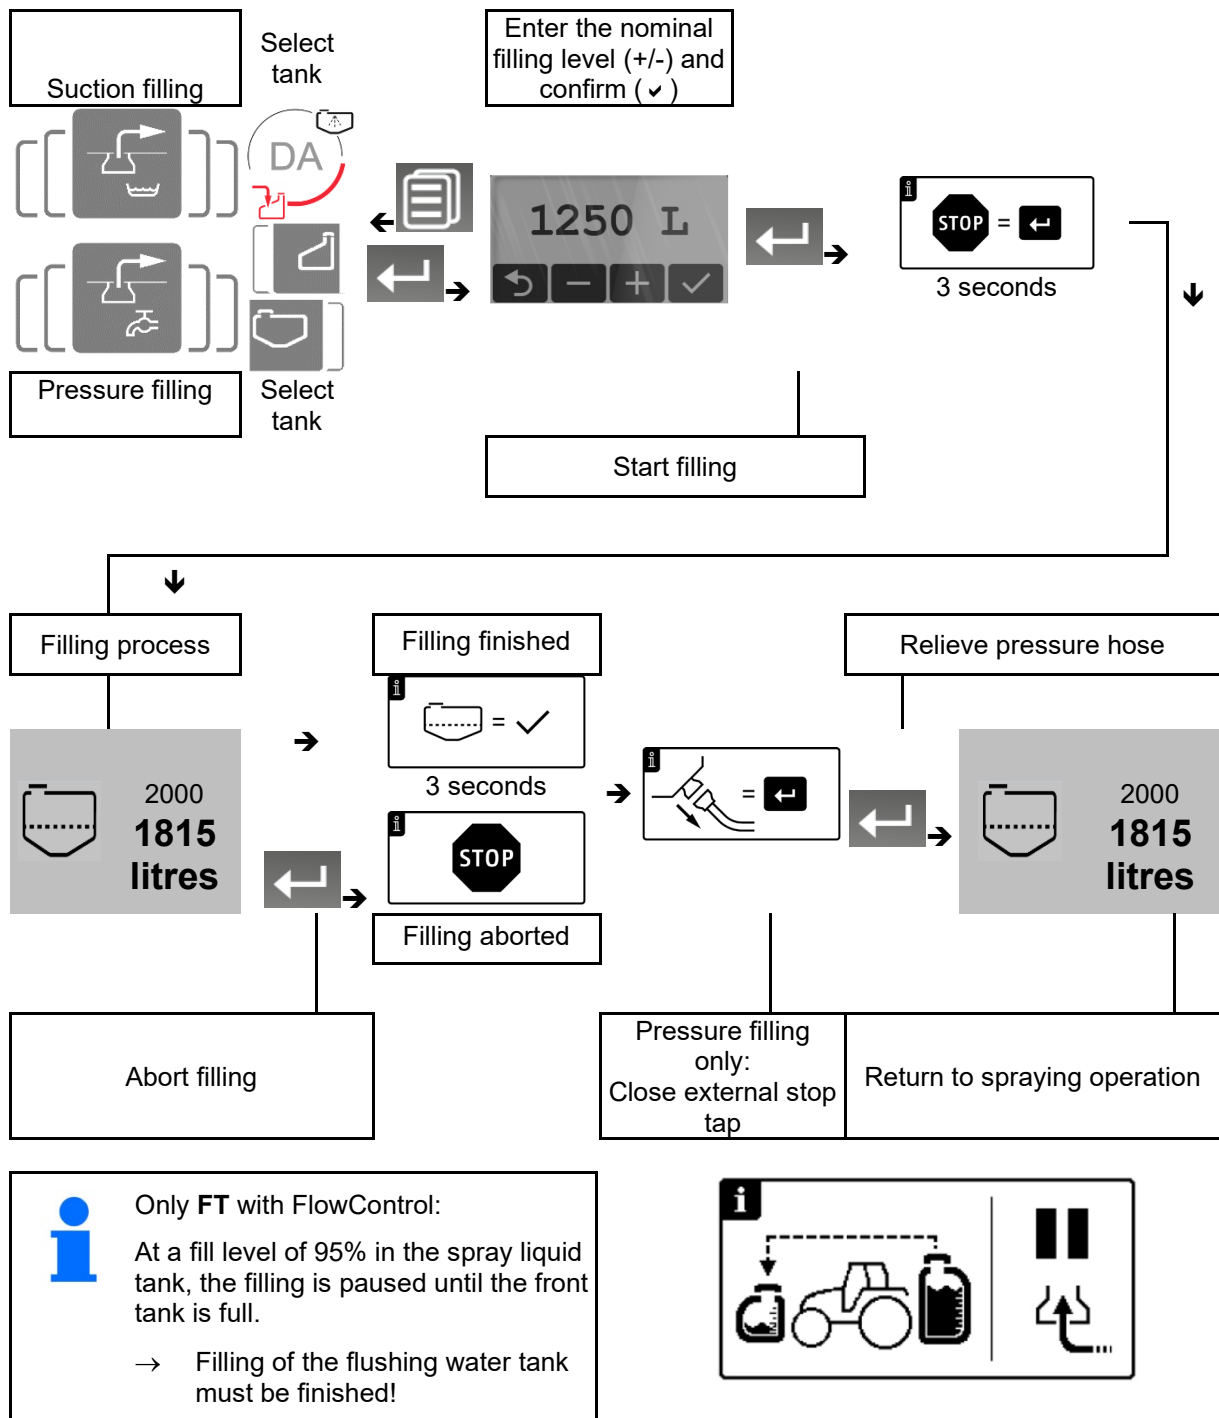 Suction filling
Select
tank
Enter the nominal
filling level (+/-) and
confirm (✓)
DA
1250 L
i
STOP = 
3 seconds
Pressure filling
Select
tank
Start filling
Filling process
Filling finished
Relieve pressure hose
i
=
3 seconds
2000
1815
litres
i
STOP
i
=
2000
1815
litres
Filling aborted
Abort filling
Pressure filling
only:
Close external stop
tap
Return to spraying operation
Only FT with FlowControl:
At a fill level of 95% in the spray liquid
tank, the filling is paused until the front
tank is full.
→ Filling of the flushing water tank
must be finished!
i